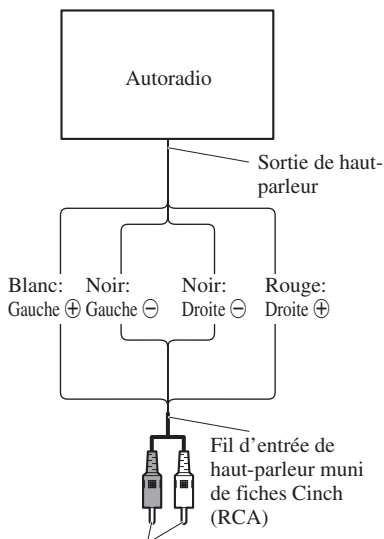 Autoradio
Sortie de haut-
parleur
Blanc: Noir: Noir: Rouge:
Gauche ⊕ Gauche ⊖ Droite ⊖ Droite ⊕
Fil d'entrée de
haut-parleur muni
de fiches Cinch
(RCA)